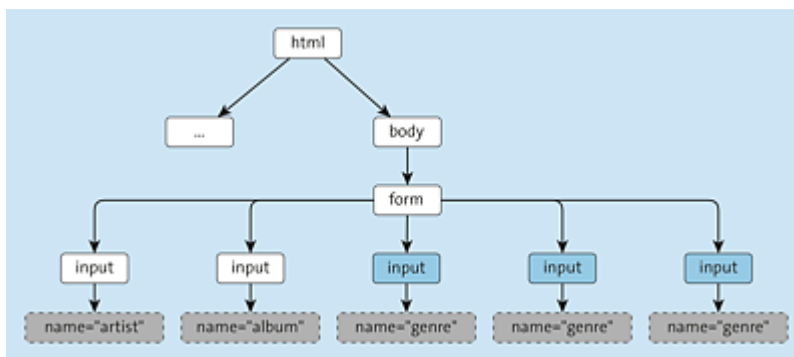 html
...
body
form
input
input
input
input
input
name="artist"
name="album"
name="genre"
name="genre"
name="genre"